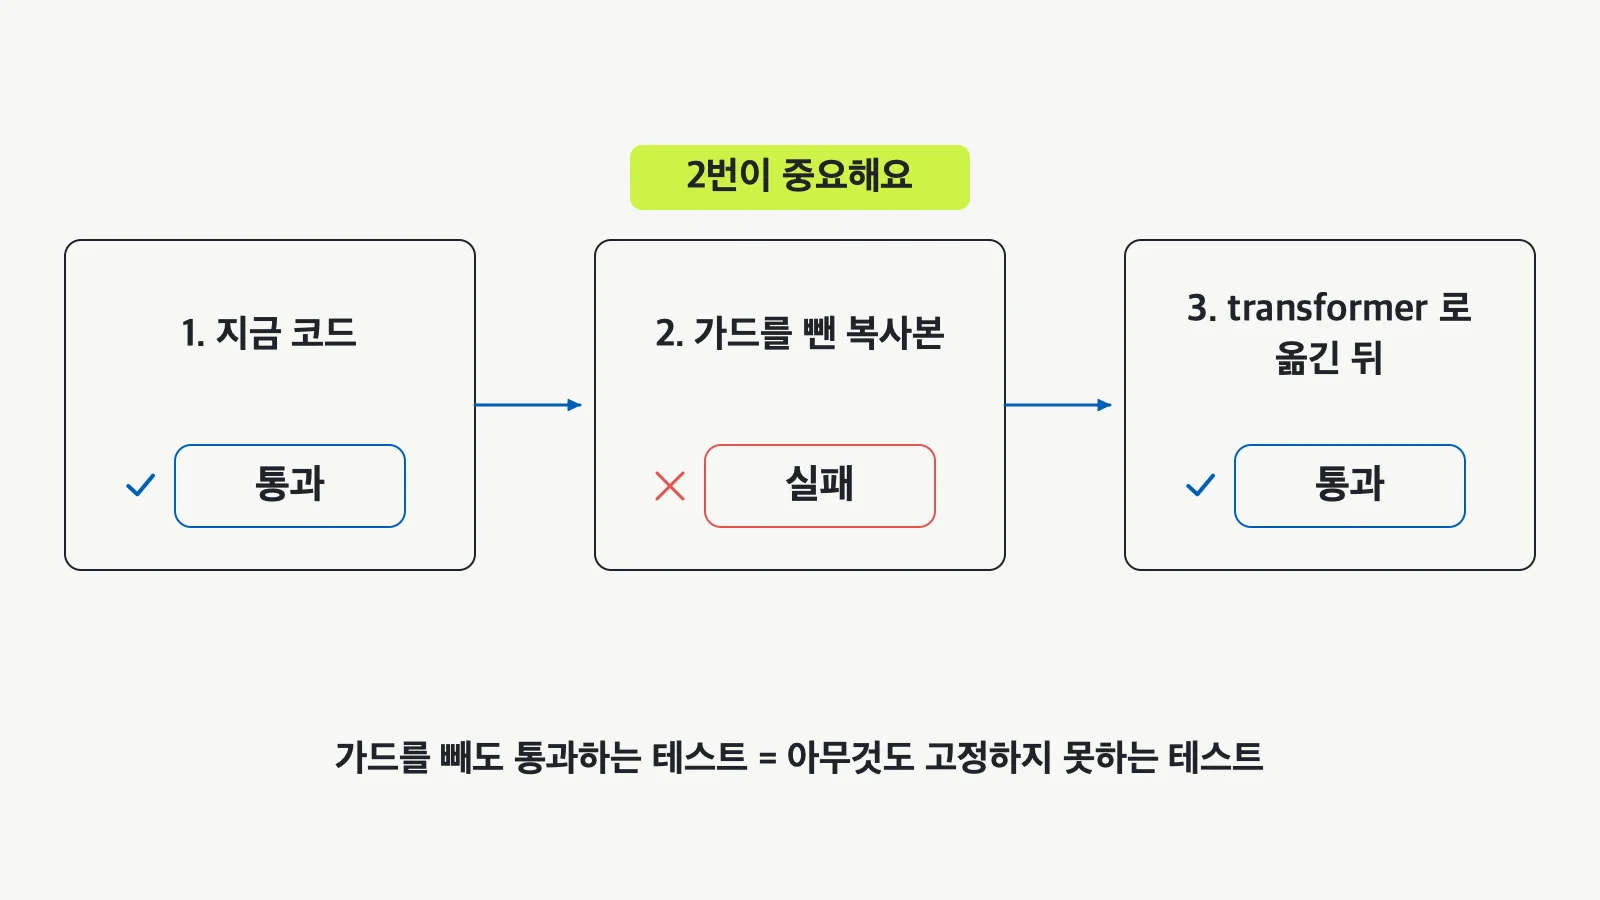 2번이 중요해요
1. 지금 코드
통과
2. 가드를 뺀 복사본
실패
3. transformer 로
옮긴 뒤
통과
가드를 빼도 통과하는 테스트 = 아무것도 고정하지 못하는 테스트